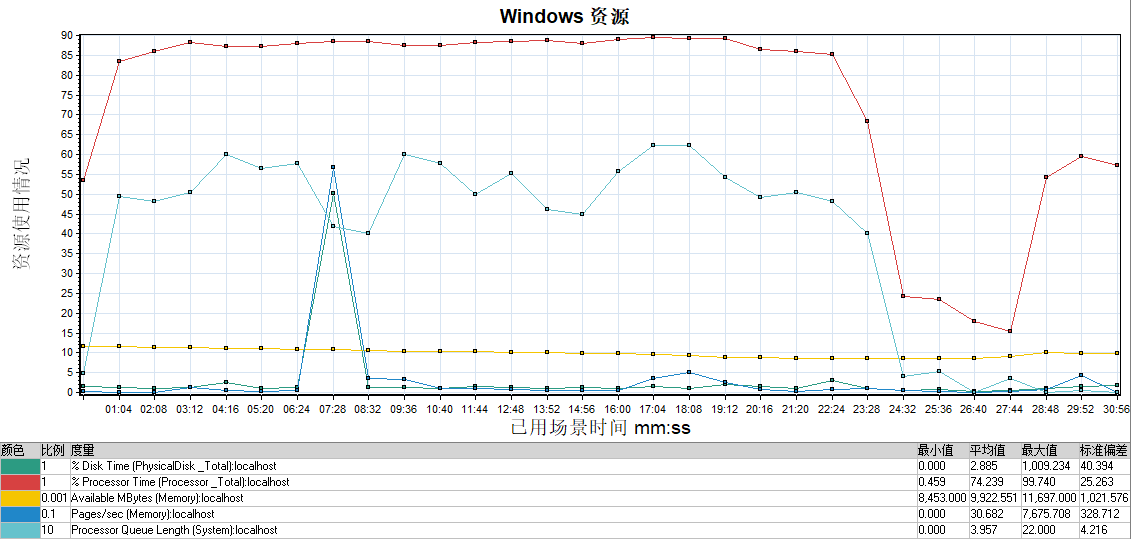 Windows 资源
90
85
80
75
70
65
60
55
50
45
40
35
30
25
20
15
10
5
0
资源使用情况
01:04 02:08 03:12 04:16 05:20 06:24 07:28 08:32 09:36 10:40 11:44 12:48 13:52 14:56 16:00 17:04 18:08 19:12 20:16 21:20 22:24 23:28 24:32 25:36 26:40 27:44 28:48 29:52 30:56
已用场景时间 mm:ss
颜色 比例 度量 最小值 平均值 最大值 标准偏差
1 % Disk Time (PhysicalDisk _Total):localhost 0.000 2.885 1,009.234 40.394
1 % Processor Time (Processor _Total):localhost 0.459 74.239 99.740 25.263
0.001 Available MBytes (Memory):localhost 8,453.000 9,922.551 11,697.000 1,021.576
0.1 Pages/sec (Memory):localhost 0.000 30.682 7,675.708 328.712
10 Processor Queue Length (System):localhost 0.000 3.957 22.000 4.216